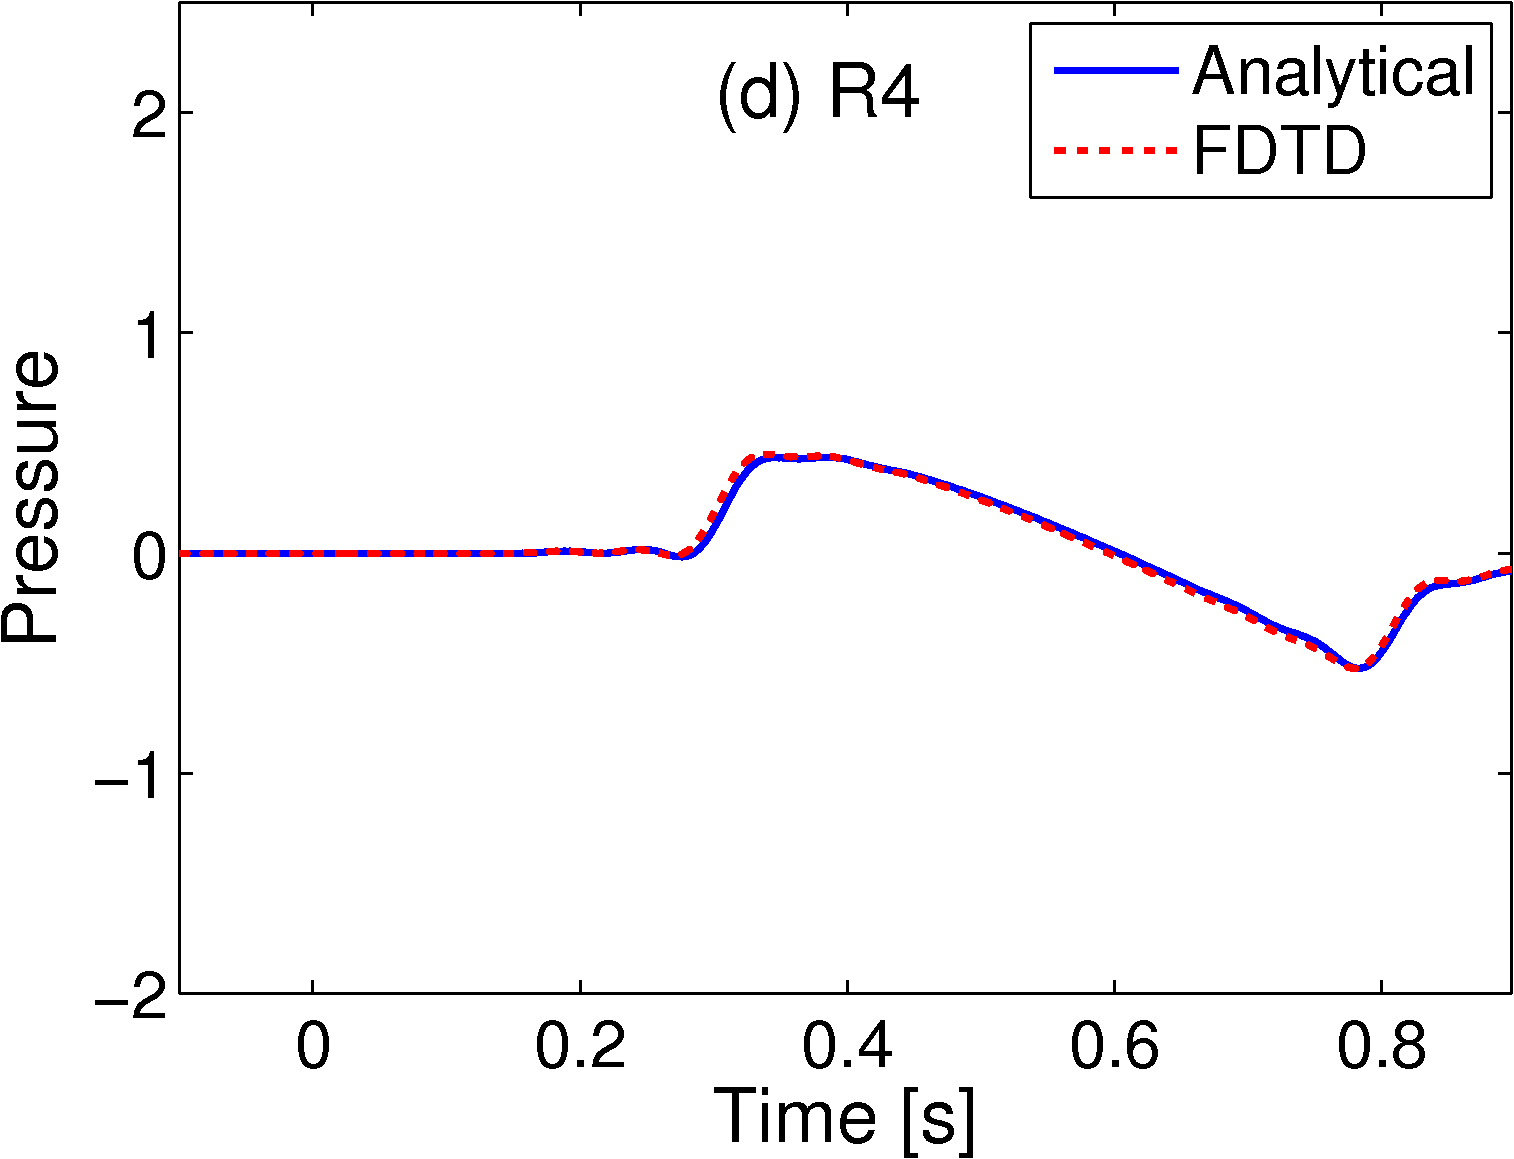 (d) R4
Analytical
FDTD
Pressure
2
1
0
−1
−2
0 0.2 0.4 0.6 0.8
Time [s]